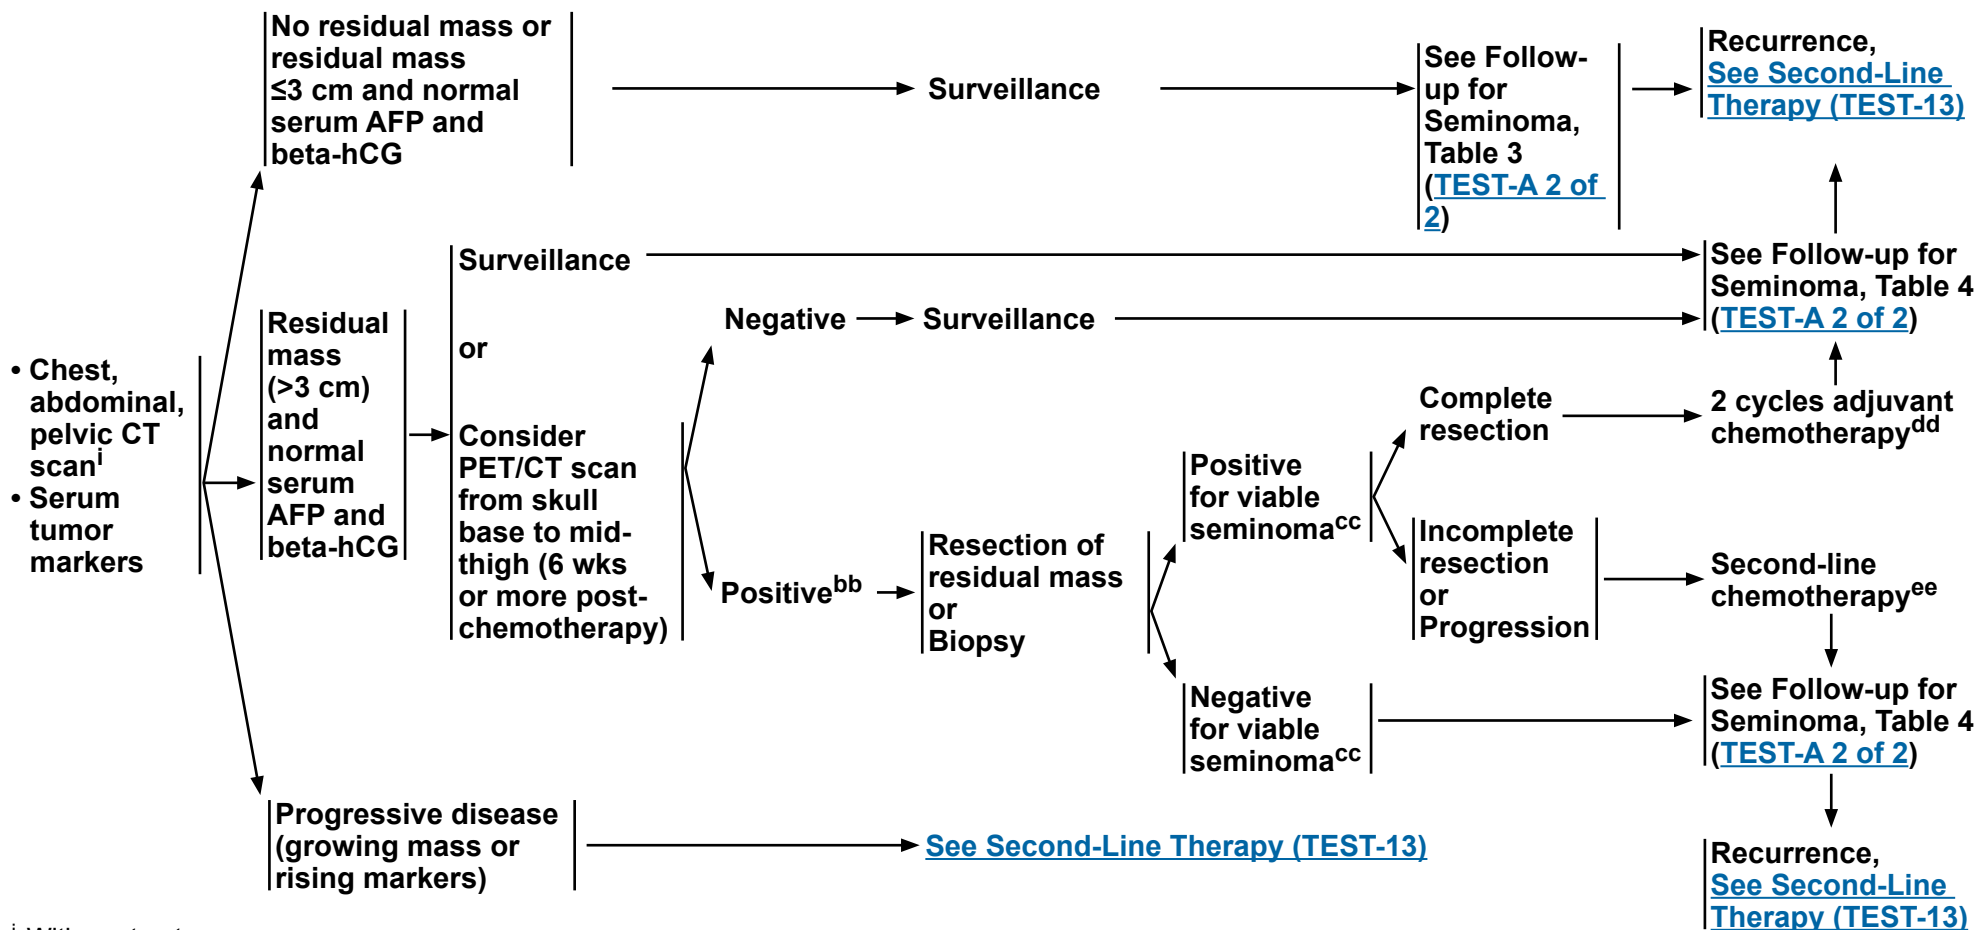 • Chest,
abdominal,
pelvic CT
scan^i
• Serum
tumor
markers
No residual mass or
residual mass
≤3 cm and normal
serum AFP and
beta-hCG
Surveillance
See Follow-
up for
Seminoma,
Table 3
(TEST-A 2 of
2)
Recurrence,
See Second-Line
Therapy (TEST-13)
Residual
mass
(>3 cm)
and
normal
serum
AFP and
beta-hCG
Surveillance
or
Consider
PET/CT scan
from skull
base to mid-
thigh (6 wks
or more post-
chemotherapy)
Negative
Surveillance
See Follow-up for
Seminoma, Table 4
(TEST-A 2 of 2)
Positive^bb
Resection of
residual mass
or
Biopsy
Positive
for viable
seminoma^cc
Complete
resection
2 cycles adjuvant
chemotherapy^dd
Incomplete
resection
or
Progression
Second-line
chemotherapy^ee
Negative
for viable
seminoma^cc
See Follow-up for
Seminoma, Table 4
(TEST-A 2 of 2)
Recurrence,
See Second-Line
Therapy (TEST-13)
Progressive disease
(growing mass or
rising markers)
See Second-Line Therapy (TEST-13)